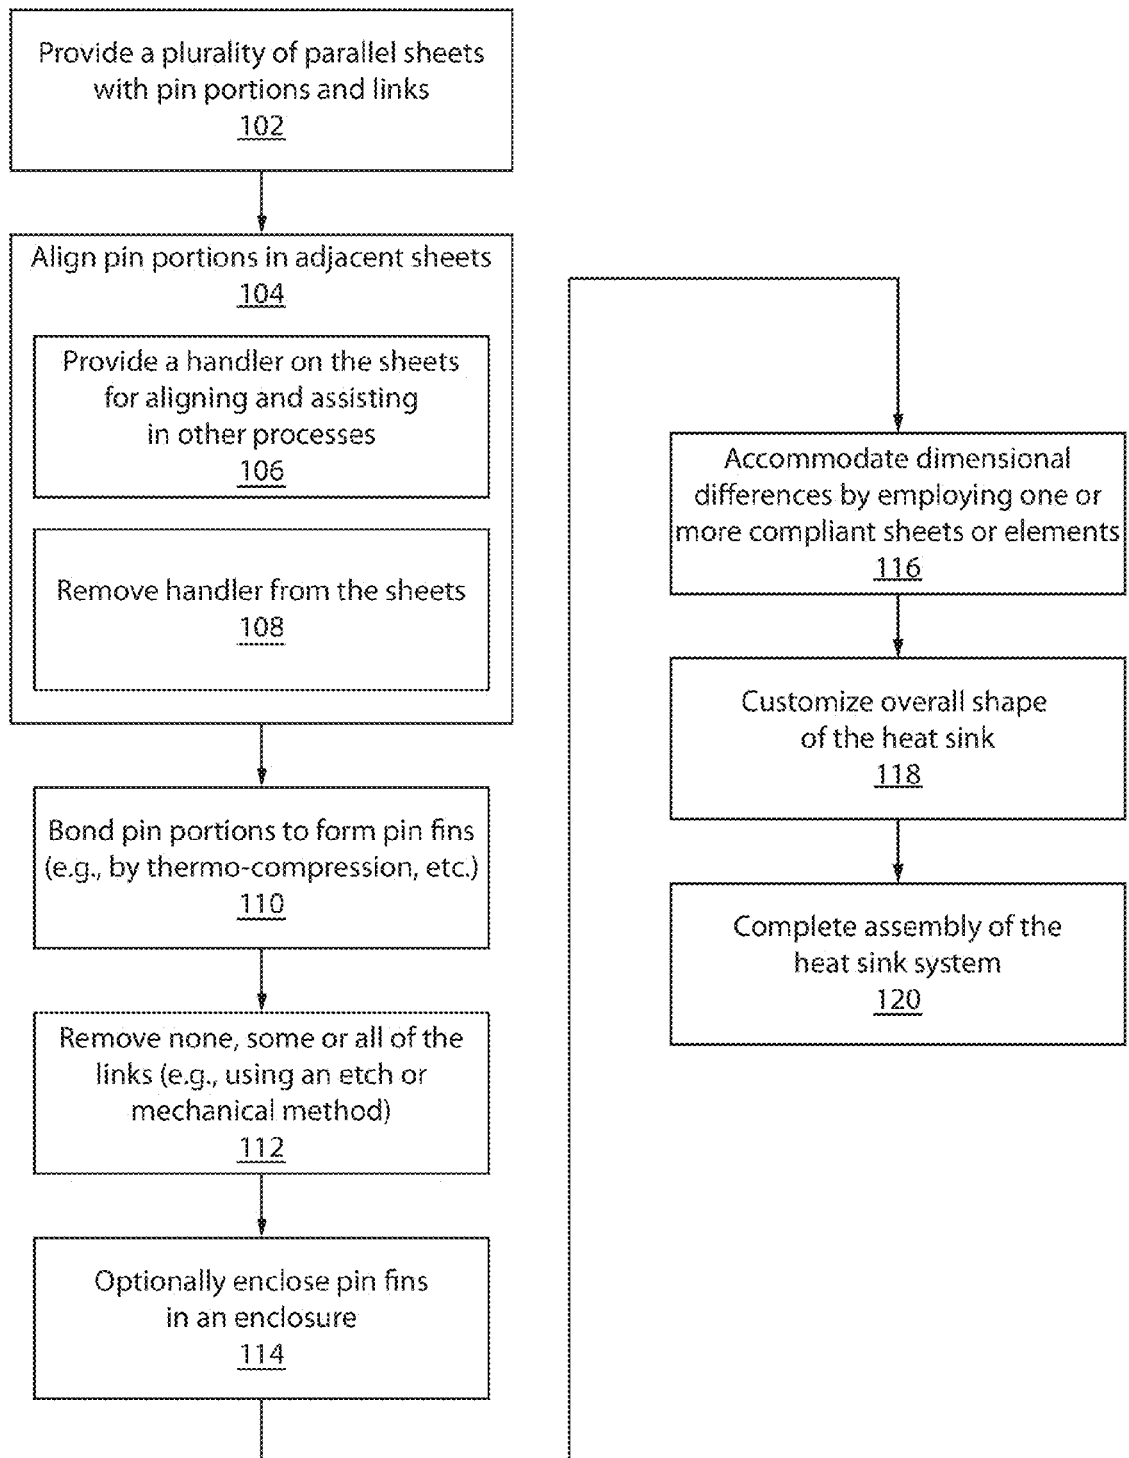 Provide a plurality of parallel sheets
with pin portions and links
102
Align pin portions in adjacent sheets
104
Provide a handler on the sheets
for aligning and assisting
in other processes
106
Remove handler from the sheets
108
Bond pin portions to form pin fins
(e.g., by thermo-compression, etc.)
110
Remove none, some or all of the
links (e.g., using an etch or
mechanical method)
112
Optionally enclose pin fins
in an enclosure
114
Accommodate dimensional
differences by employing one or
more compliant sheets or elements
116
Customize overall shape
of the heat sink
118
Complete assembly of the
heat sink system
120